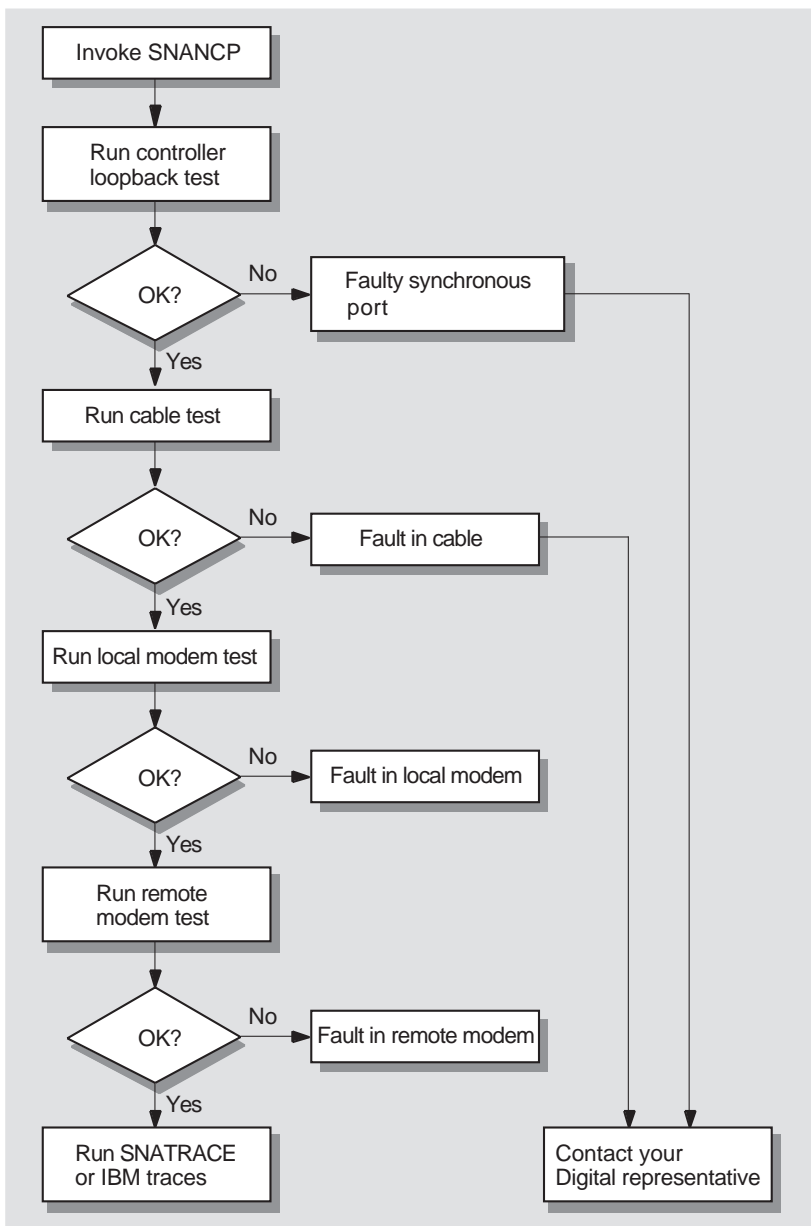 Invoke SNANCP
Run controller
loopback test
OK?
No
Faulty synchronous
port
Yes
Run cable test
OK?
No
Fault in cable
Yes
Run local modem test
OK?
No
Fault in local modem
Yes
Run remote
modem test
OK?
No
Fault in remote modem
Yes
Run SNATRACE
or IBM traces
Contact your
Digital representative